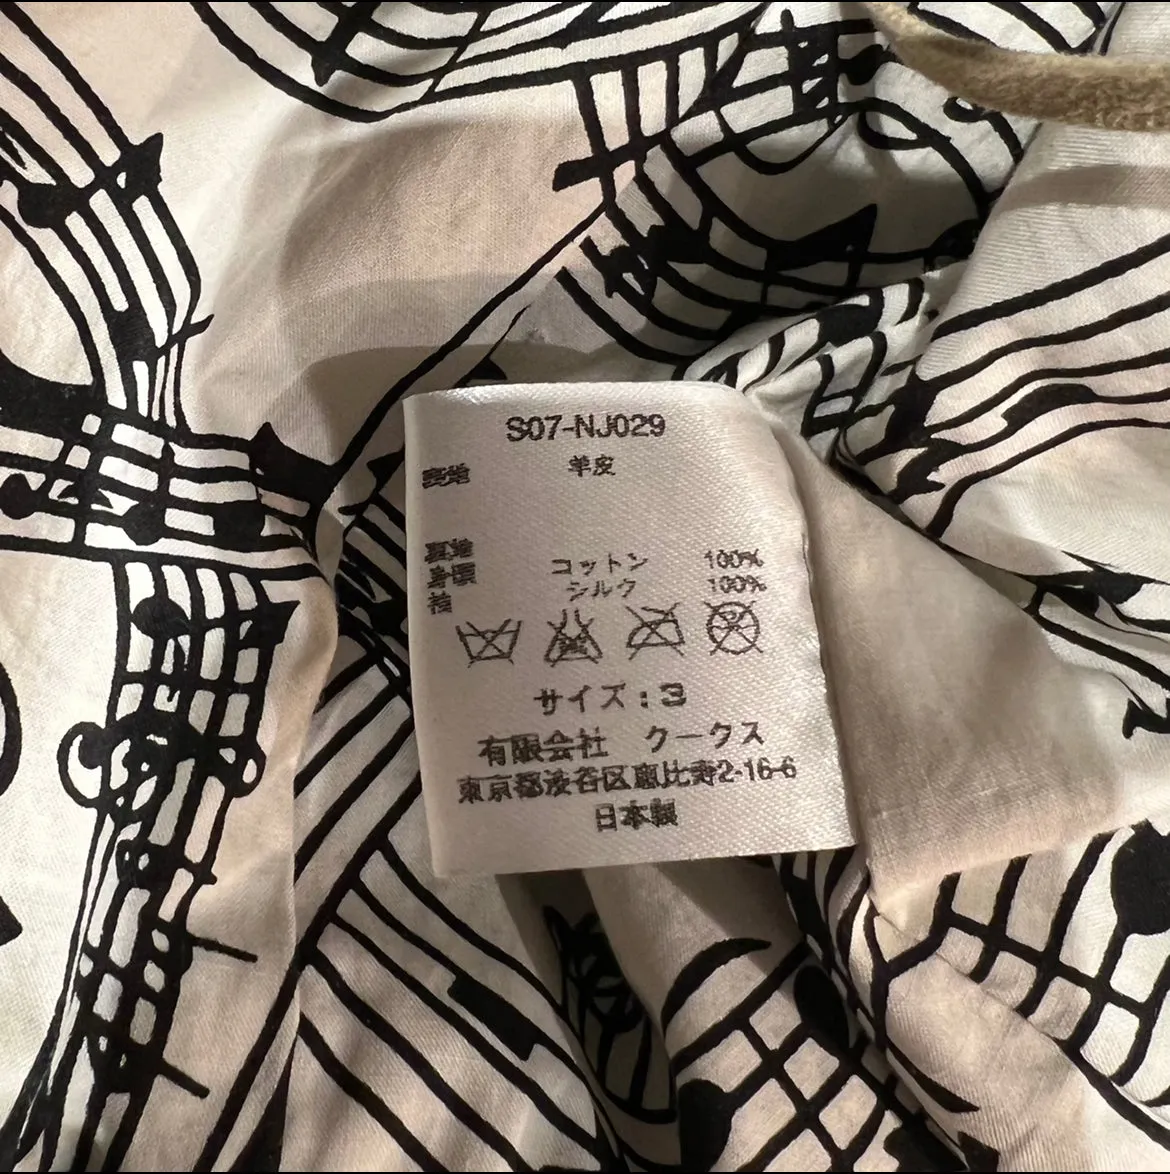 S07-NJ029
表地 羊皮
裏地
身頃 コットン 100%
袖 シルク 100%
サイズ：3
有限会社 クークス
東京都渋谷区恵比寿2-16-6
日本製